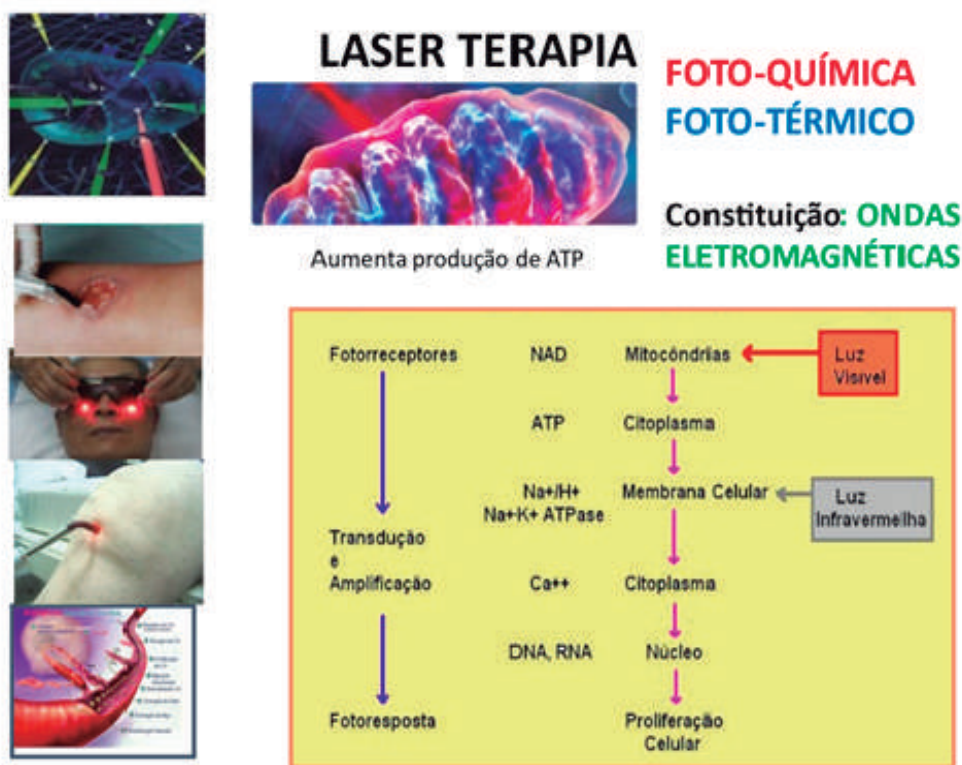 LASER TERAPIA
FOTO-QUÍMICA
FOTO-TÉRMICO
Constituição: ONDAS
ELETROMAGNÉTICAS
Aumenta produção de ATP
Fotorreceptores NAD Mitocôndrias Luz
Visível
ATP Citoplasma
Na+/H+ Membrana Celular Luz
Na+K+ ATPase Infravermelha
Transdução
e
Amplificação Ca++ Citoplasma
DNA, RNA Núcleo
Fotoresposta Proliferação
Celular